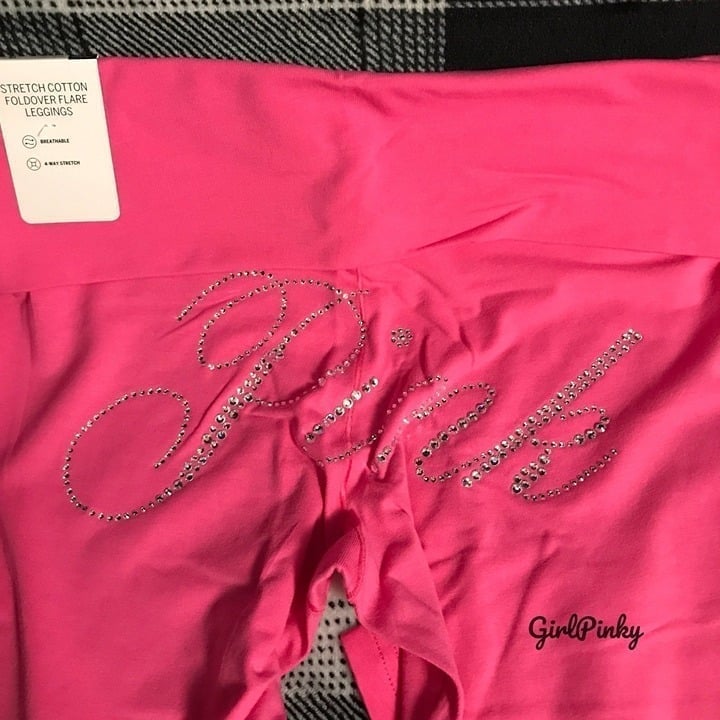 STRETCH COTTON
FOLDOVER FLARE
LEGGINGS
BREATHABLE
4-WAY STRETCH
Pink
GirlPinky